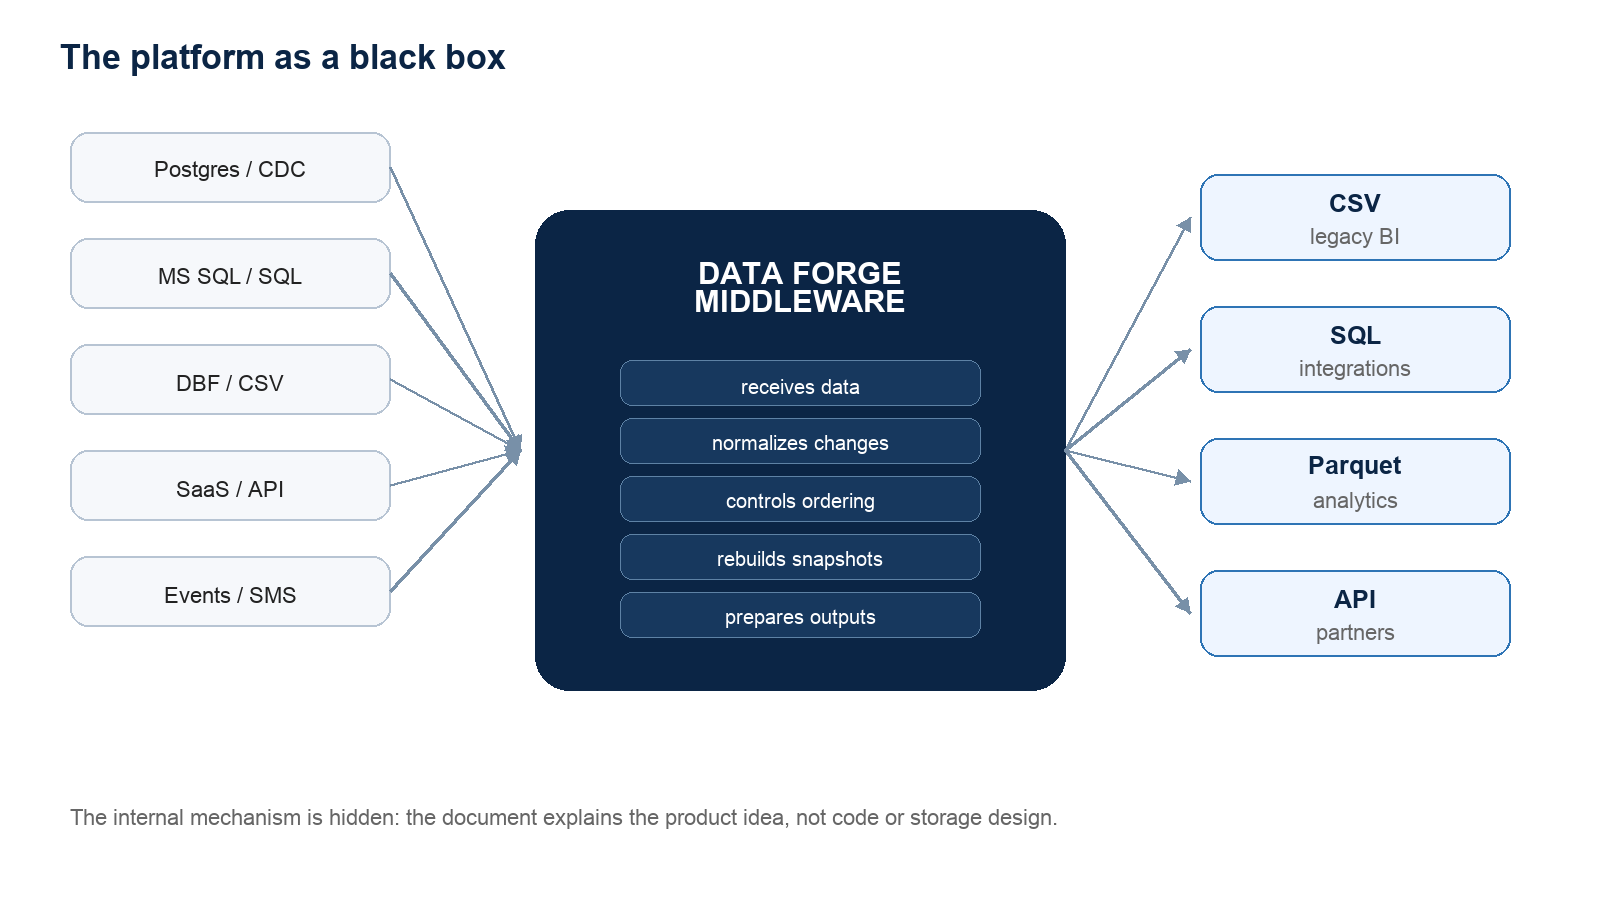 The platform as a black box
Postgres / CDC
MS SQL / SQL
DBF / CSV
SaaS / API
Events / SMS
DATA FORGE
MIDDLEWARE
receives data
normalizes changes
controls ordering
rebuilds snapshots
prepares outputs
CSV
legacy BI
SQL
integrations
Parquet
analytics
API
partners
The internal mechanism is hidden: the document explains the product idea, not code or storage design.